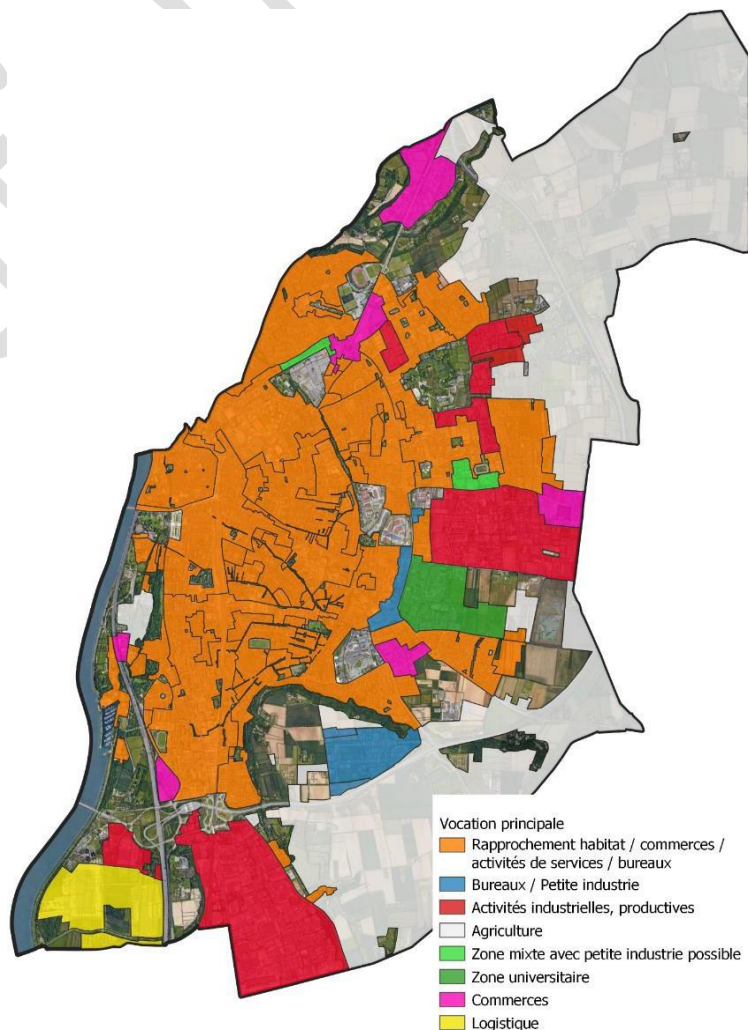 Vocation principale
Rapprochement habitat / commerces /
activités de services / bureaux
Bureaux / Petite industrie
Activités industrielles, productives
Agriculture
Zone mixte avec petite industrie possible
Zone universitaire
Commerces
Logistique